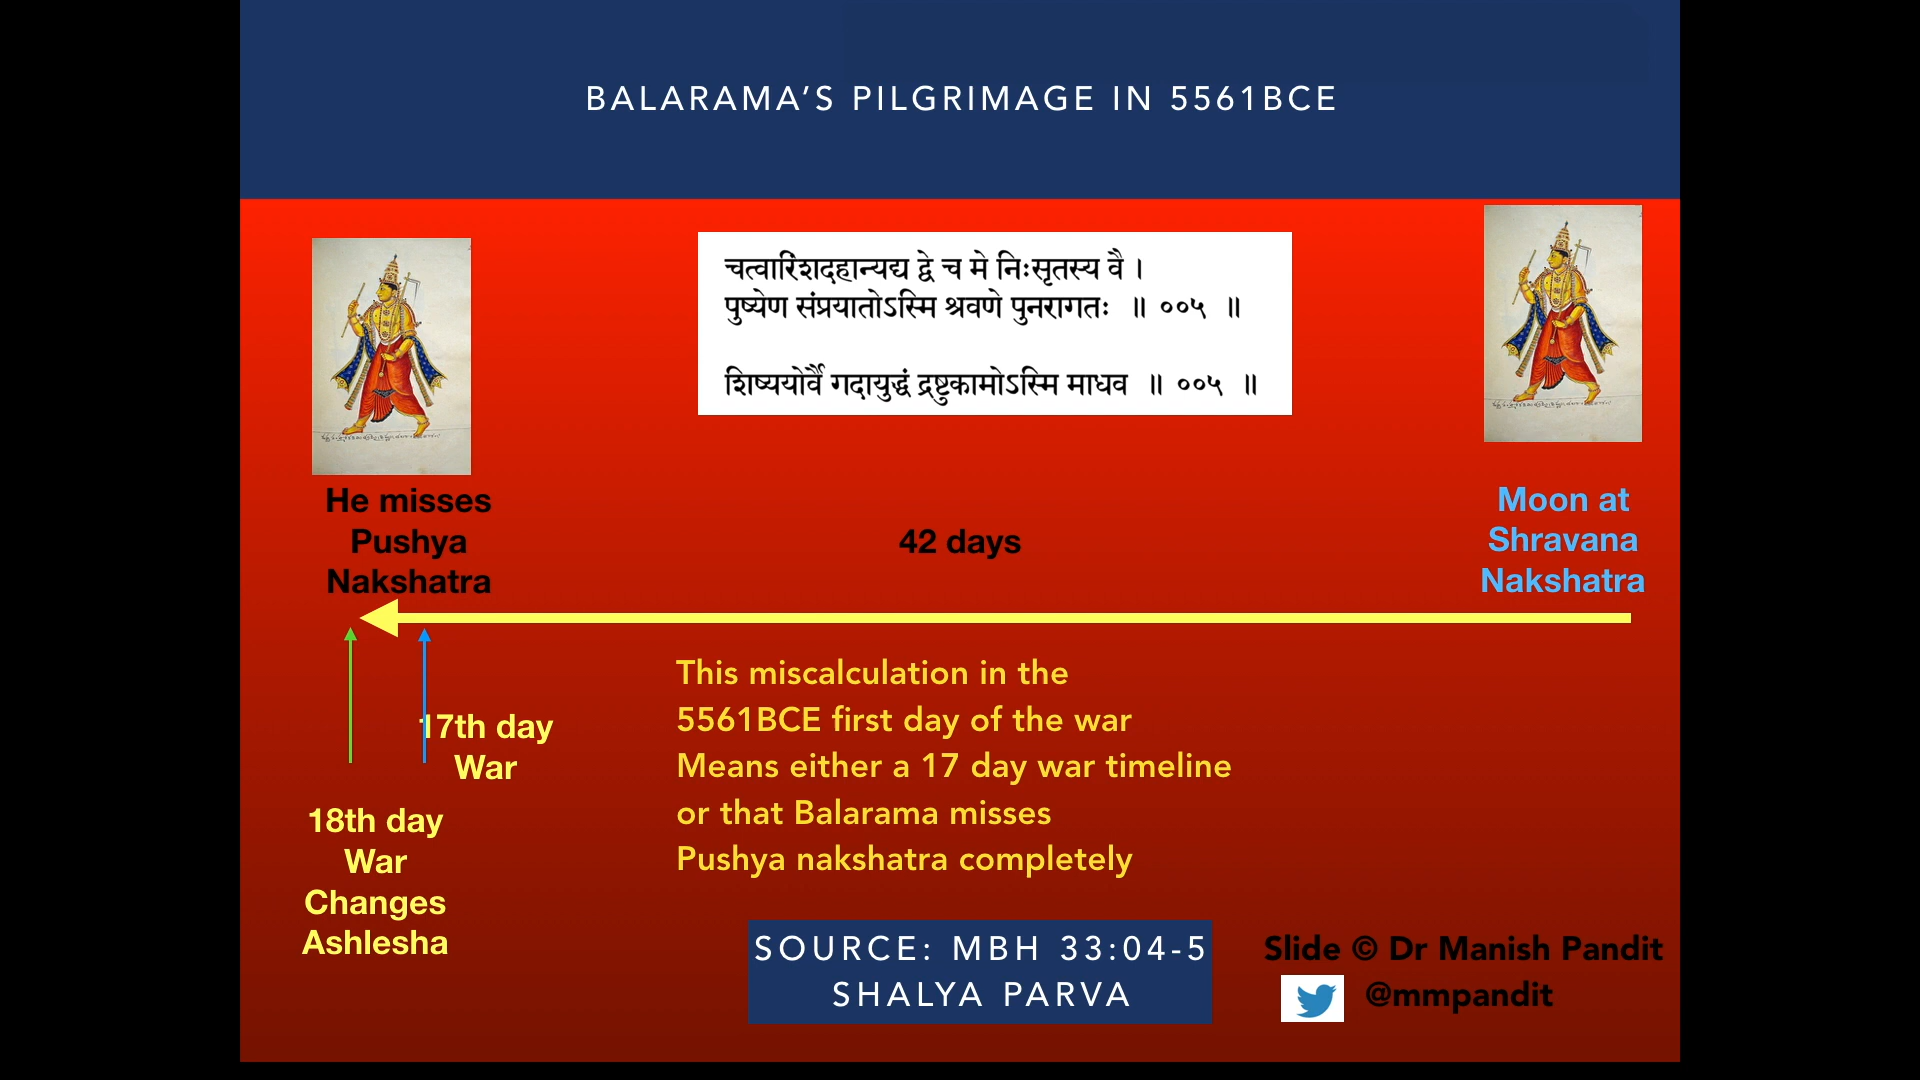 BALARAMA’S PILGRIMAGE IN 5561BCE
चत्वारिंशदहान्यद्य द्वे च मे निःसृतस्य वै ।
पुष्येण संप्रयातोऽस्मि श्रवणे पुनरागतः ॥ ००५ ॥
शिष्ययोर्वै गदायुद्धं द्रष्टुकामोऽस्मि माधव ॥ ००५ ॥
He misses
Pushya
Nakshatra
42 days
Moon at
Shravana
Nakshatra
17th day
War
18th day
War
Changes
Ashlesha
This miscalculation in the
5561BCE first day of the war
Means either a 17 day war timeline
or that Balarama misses
Pushya nakshatra completely
SOURCE: MBH 33:04-5
SHALYA PARVA
Slide © Dr Manish Pandit
@mmpandit